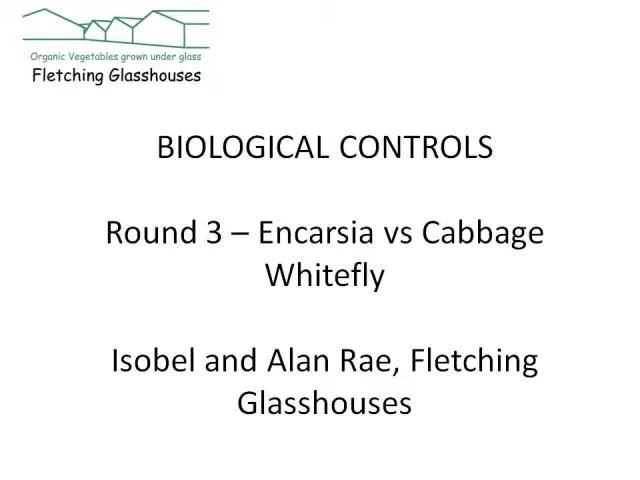 Organic Vegetables grown under glass
Fletching Glasshouses
BIOLOGICAL CONTROLS
Round 3 – Encarsia vs Cabbage
Whitefly
Isobel and Alan Rae, Fletching
Glasshouses